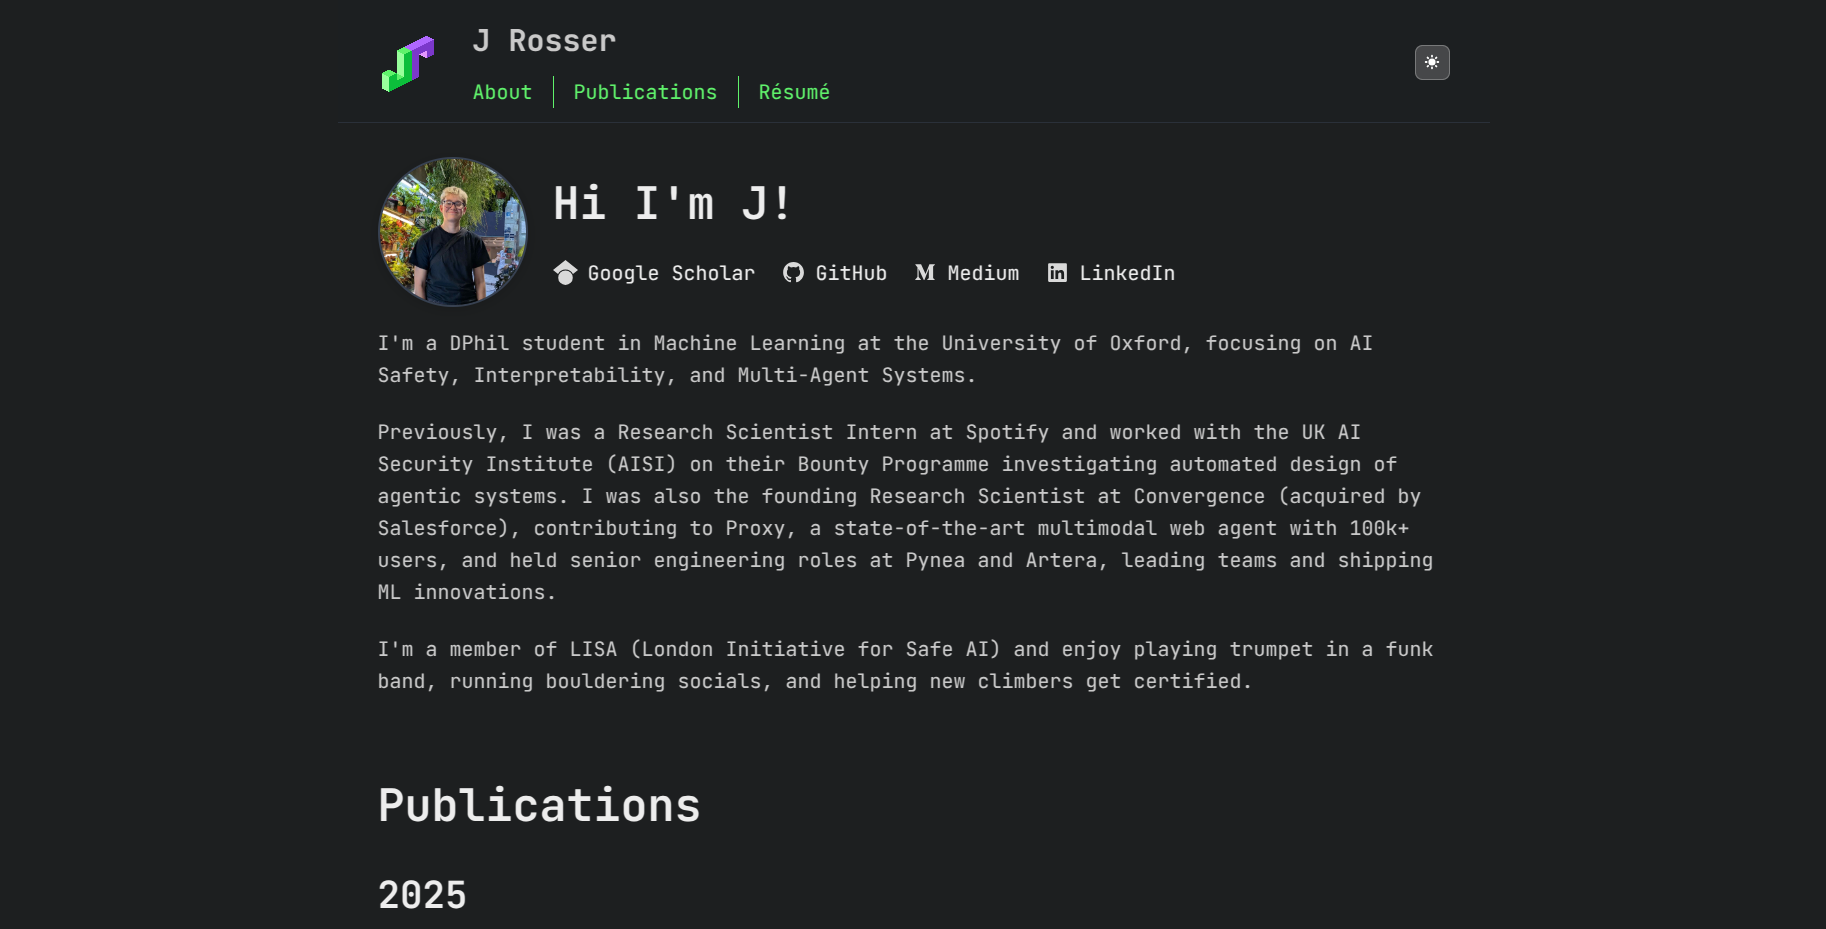 J Rosser
About
Publications
Résumé
Hi I'm J!
Google Scholar
GitHub
Medium
LinkedIn
I'm a DPhil student in Machine Learning at the University of Oxford, focusing on AI
Safety, Interpretability, and Multi-Agent Systems.
Previously, I was a Research Scientist Intern at Spotify and worked with the UK AI
Security Institute (AISI) on their Bounty Programme investigating automated design of
agentic systems. I was also the founding Research Scientist at Convergence (acquired by
Salesforce), contributing to Proxy, a state-of-the-art multimodal web agent with 100k+
users, and held senior engineering roles at Pynea and Artera, leading teams and shipping
ML innovations.
I'm a member of LISA (London Initiative for Safe AI) and enjoy playing trumpet in a funk
band, running bouldering socials, and helping new climbers get certified.
Publications
2025